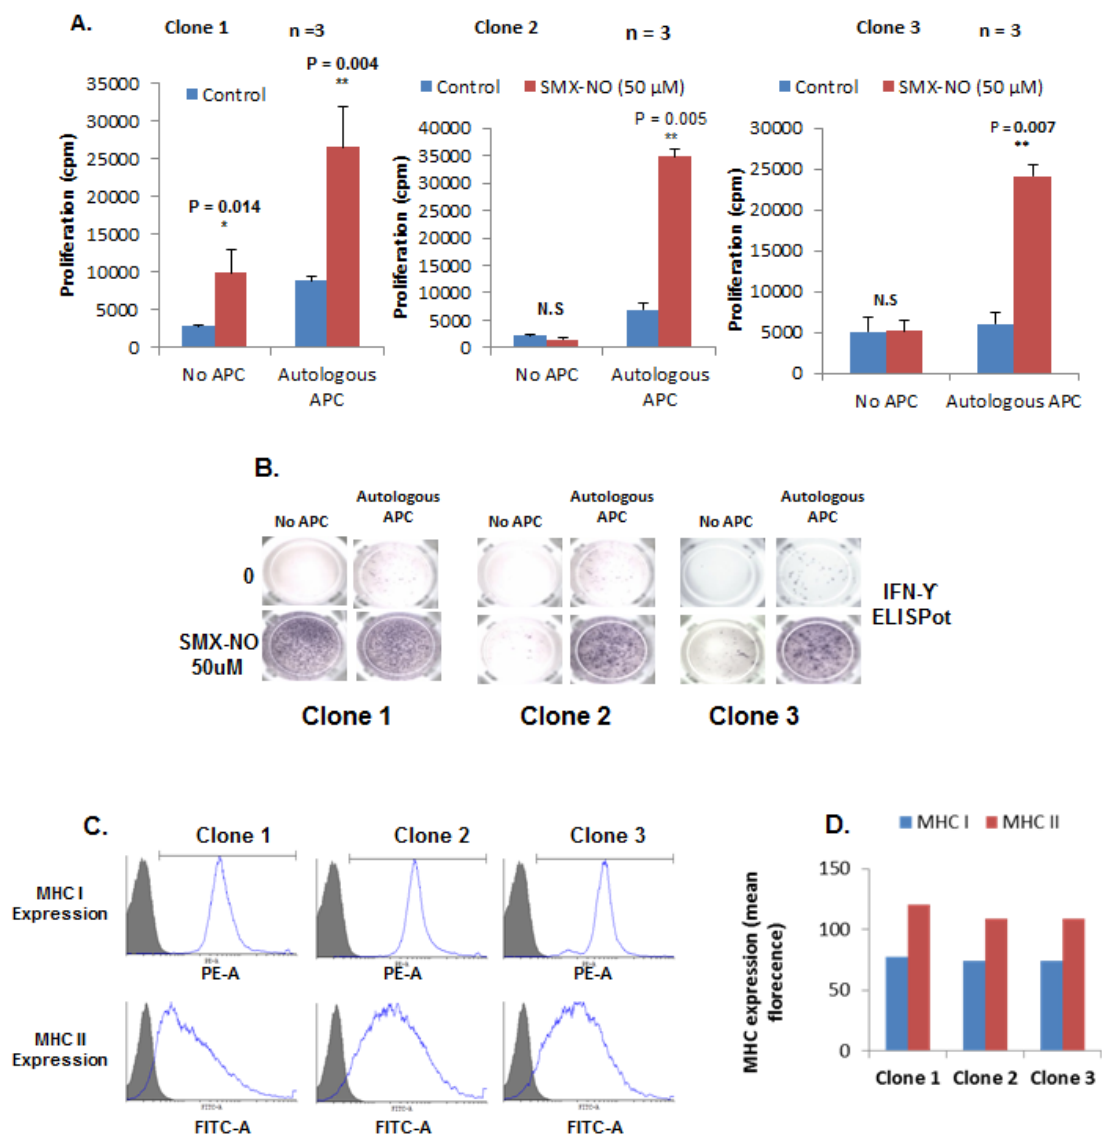 A.
Clone 1 n =3
P = 0.004
**
Control
P = 0.014
*
Proliferation (cpm)
35000
30000
25000
20000
15000
10000
5000
0
No APC Autologous APC
Clone 2 n = 3
Control SMX-NO (50 µM)
P = 0.005
**
N.S
Proliferation (cpm)
40000
35000
30000
25000
20000
15000
10000
5000
0
No APC Autologous APC
Clone 3 n = 3
Control SMX-NO (50 µM)
P = 0.007
**
N.S
Proliferation (cpm)
30000
25000
20000
15000
10000
5000
0
No APC Autologous APC
B.
No APC Autologous APC No APC Autologous APC No APC Autologous APC
0
SMX-NO
50uM
IFN-Y
ELISPot
Clone 1 Clone 2 Clone 3
C.
Clone 1 Clone 2 Clone 3
MHC I
Expression
PE-A PE-A PE-A
PE-A PE-A PE-A
MHC II
Expression
FITC-A FITC-A FITC-A
FITC-A FITC-A FITC-A
D.
MHC I MHC II
MHC expression (mean
florecence)
150
100
50
0
Clone 1 Clone 2 Clone 3